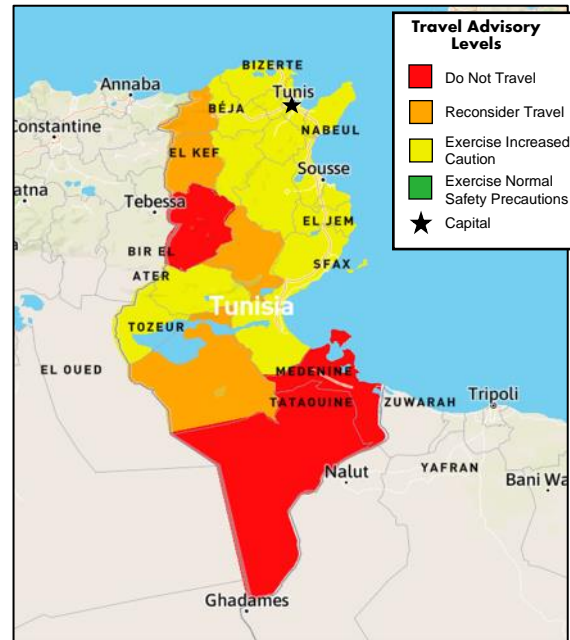 Travel Advisory
Levels
Do Not Travel
Reconsider Travel
Exercise Increased
Caution
Exercise Normal
Safety Precautions
Capital
BIZERTE
Annaba
Tunis
BÉJA
Constantine
NABEUL
EL KEF
Sousse
atna
Tebessa
EL JEM
BIR EL
ATER
SFAX
Tunisia
TOZEUR
EL OUED
MEDENINE
TATAOUINE
ZUWARAH
Tripoli
Nalut
YAFRAN
Bani Wa
Ghadames